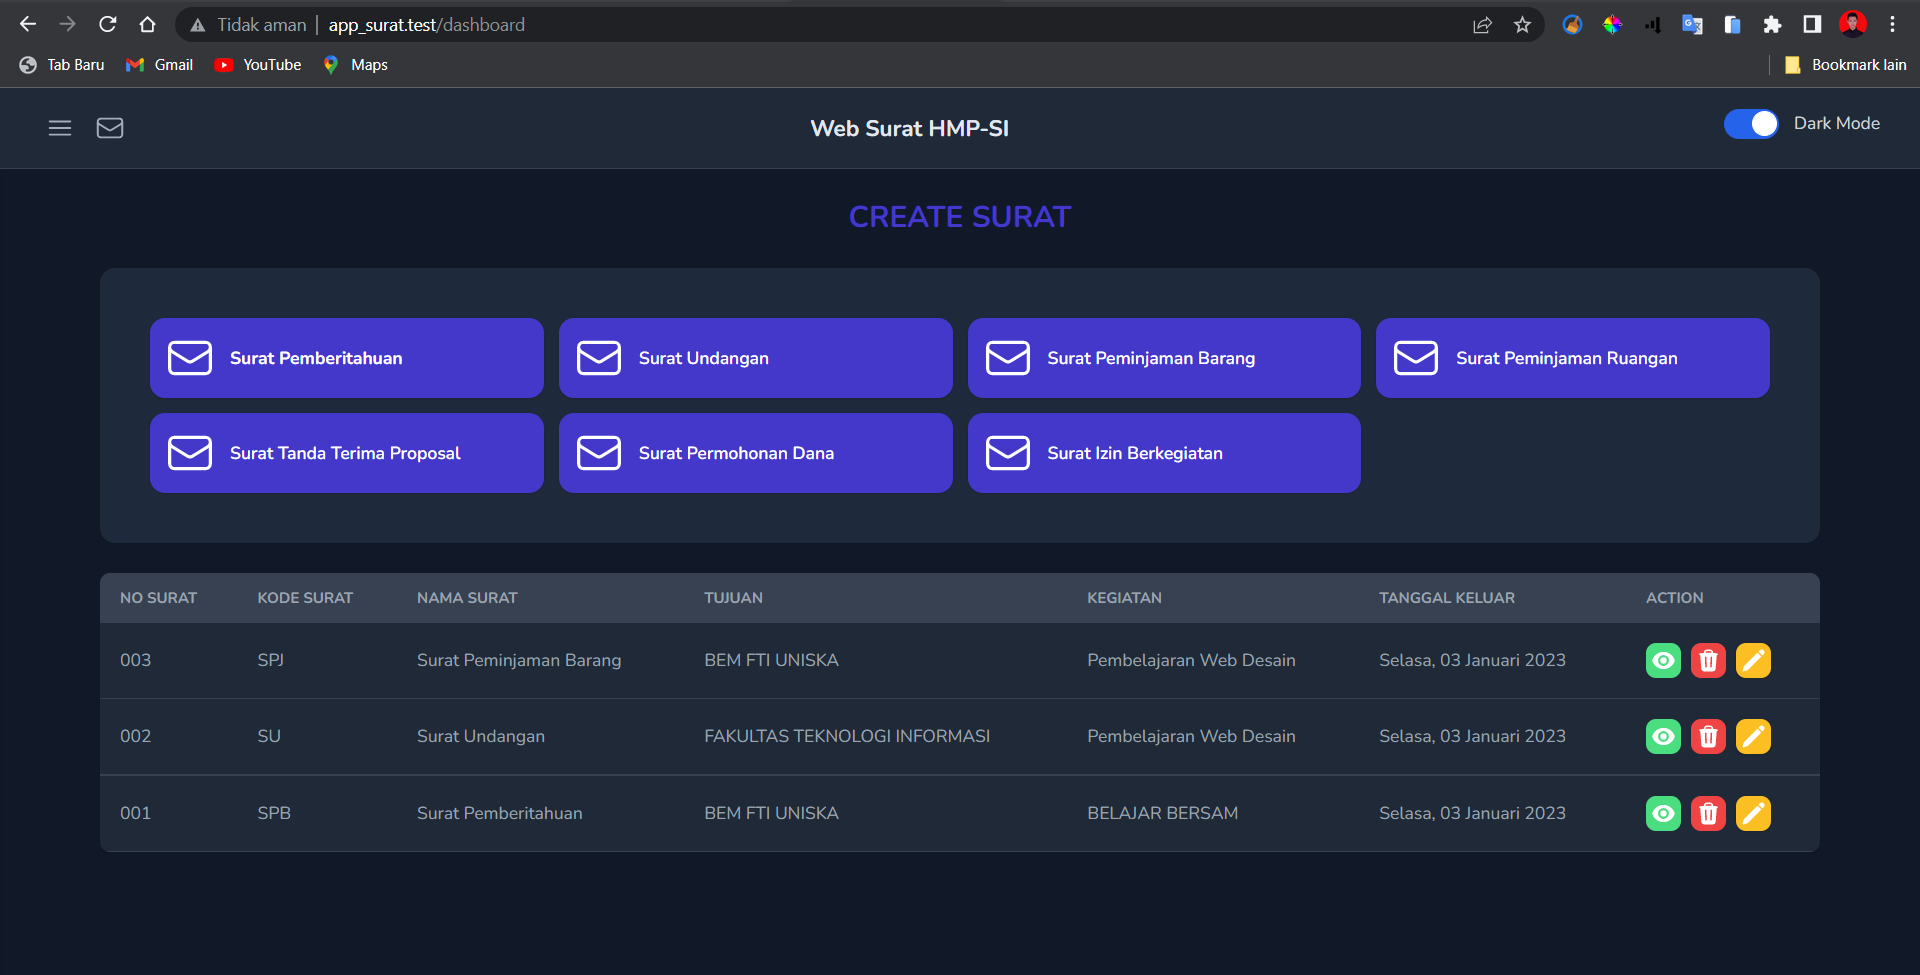 Tidak aman app_surat.test/dashboard
Tab Baru Gmail YouTube Maps Bookmark lain
Web Surat HMP-SI Dark Mode
CREATE SURAT
Surat Pemberitahuan Surat Undangan Surat Peminjaman Barang Surat Peminjaman Ruangan
Surat Tanda Terima Proposal Surat Permohonan Dana Surat Izin Berkegiatan
NO SURAT KODE SURAT NAMA SURAT TUJUAN KEGIATAN TANGGAL KELUAR ACTION
003 SPJ Surat Peminjaman Barang BEM FTI UNISKA Pembelajaran Web Desain Selasa, 03 Januari 2023
002 SU Surat Undangan FAKULTAS TEKNOLOGI INFORMASI Pembelajaran Web Desain Selasa, 03 Januari 2023
001 SPB Surat Pemberitahuan BEM FTI UNISKA BELAJAR BERSAM Selasa, 03 Januari 2023